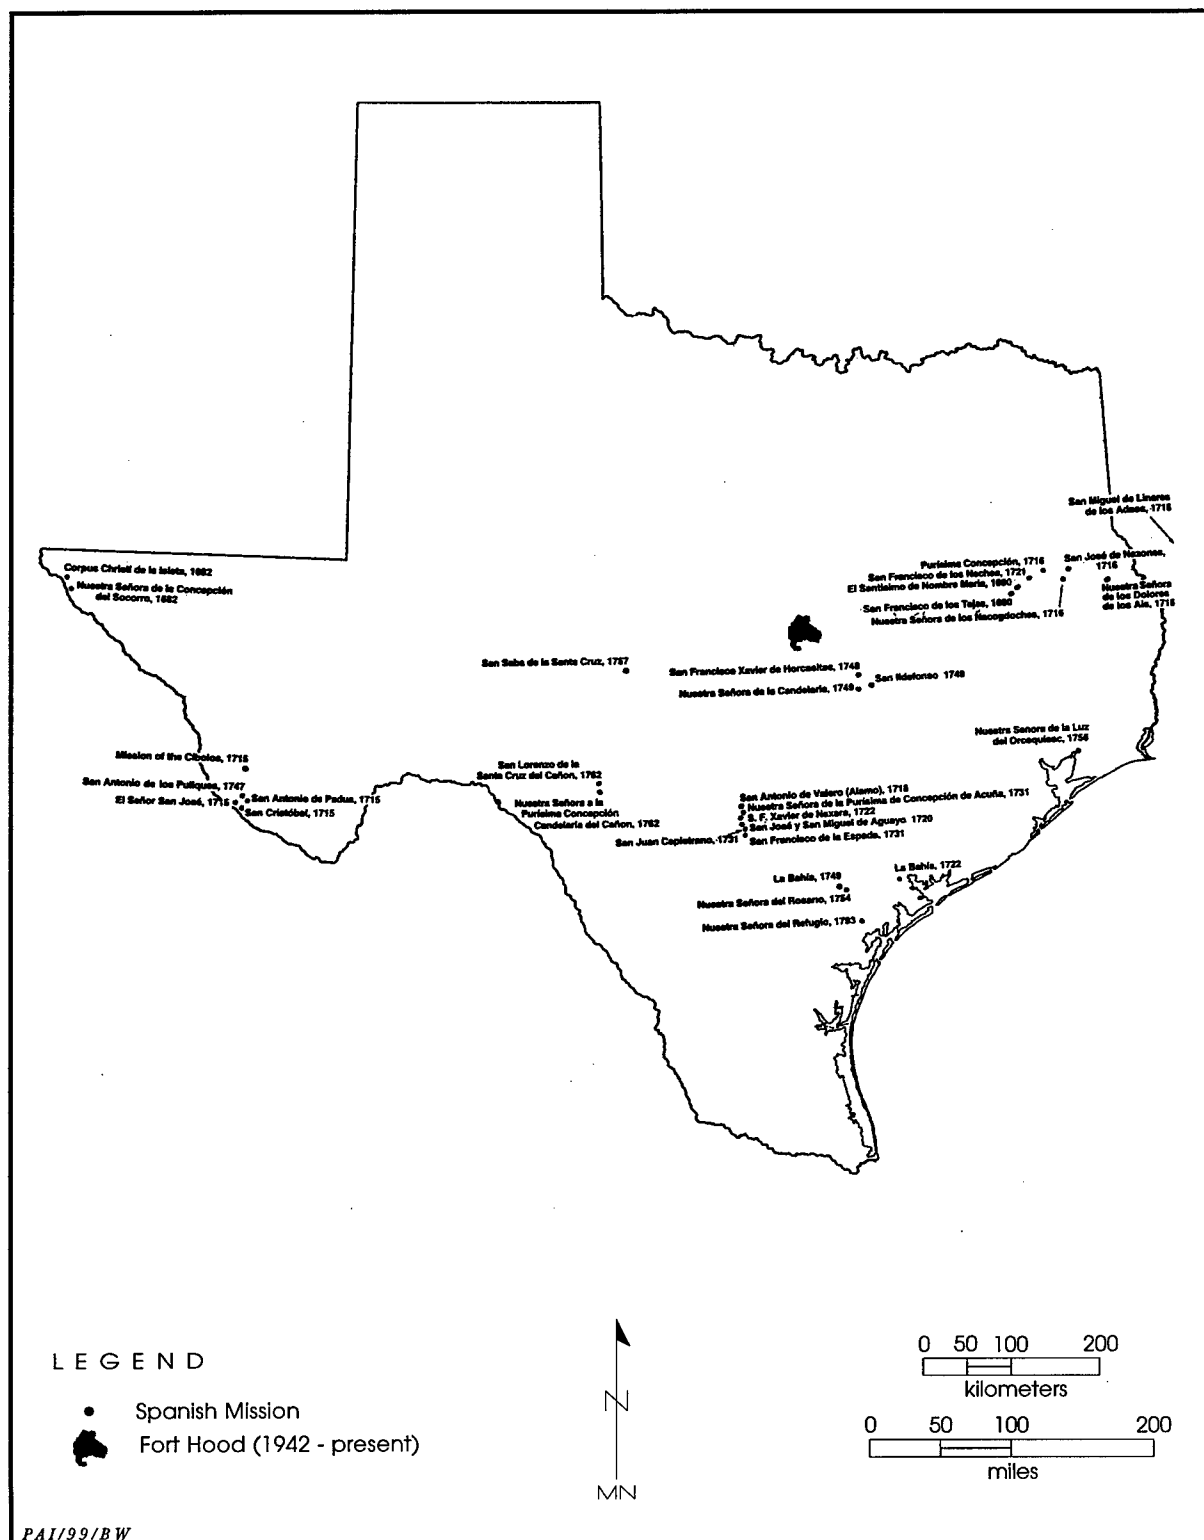 San Miguel de Linares
de los Adaes, 1716
Purisima Concepción, 1716
San José de Nazones,
1716
San Francisco de los Neches, 1721
El Santisimo de Nombre Maria, 1690
San Francisco de los Tejas, 1690
Nuestra Señora de los Nacogdoches, 1716
Nuestra Señora
de los Dolores
de los Ais, 1716
Corpus Christi de la Isleta, 1682
Nuestra Señora de la Concepción
del Socorro, 1682
San Saba de la Santa Cruz, 1757
San Francisco Xavier de Horcasitas, 1748
San Ildefonso 1749
Nuestra Señora de la Candelaria, 1749
Nuestra Senora de la Luz
del Orcoquisac, 1756
Mission of the Cibolos, 1715
San Antonio de los Puliques, 1747
El Señor San José, 1715
San Antonio de Padua, 1715
San Cristóbal, 1715
San Lorenzo de la
Santa Cruz del Cañon, 1762
Nuestra Señora a la
Purisima Concepción
Candelaria del Cañon, 1762
San Antonio de Valero (Alamo), 1718
Nuestra Señora de la Purisima de Concepción de Acuña, 1731
S. F. Xavier de Naxara, 1722
San José y San Miguel de Aguayo 1720
San Juan Capistrano, 1731
San Francisco de la Espada, 1731
La Bahía, 1749
La Bahía, 1722
Nuestra Señora del Rosario, 1754
Nuestra Señora del Refugio, 1793
LEGEND
Spanish Mission
Fort Hood (1942 - present)
N
MN
0 50 100 200
kilometers
0 50 100 200
miles
PAI/99/BW